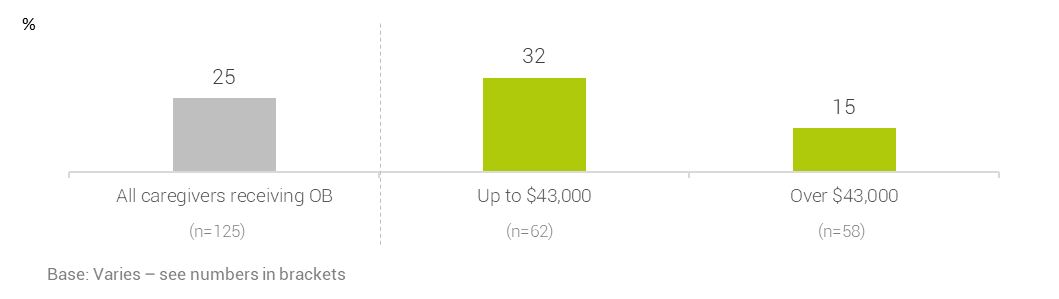 %
25
32
15
All caregivers receiving OB
Up to $43,000
Over $43,000
(n=125)
(n=62)
(n=58)
Base: Varies – see numbers in brackets